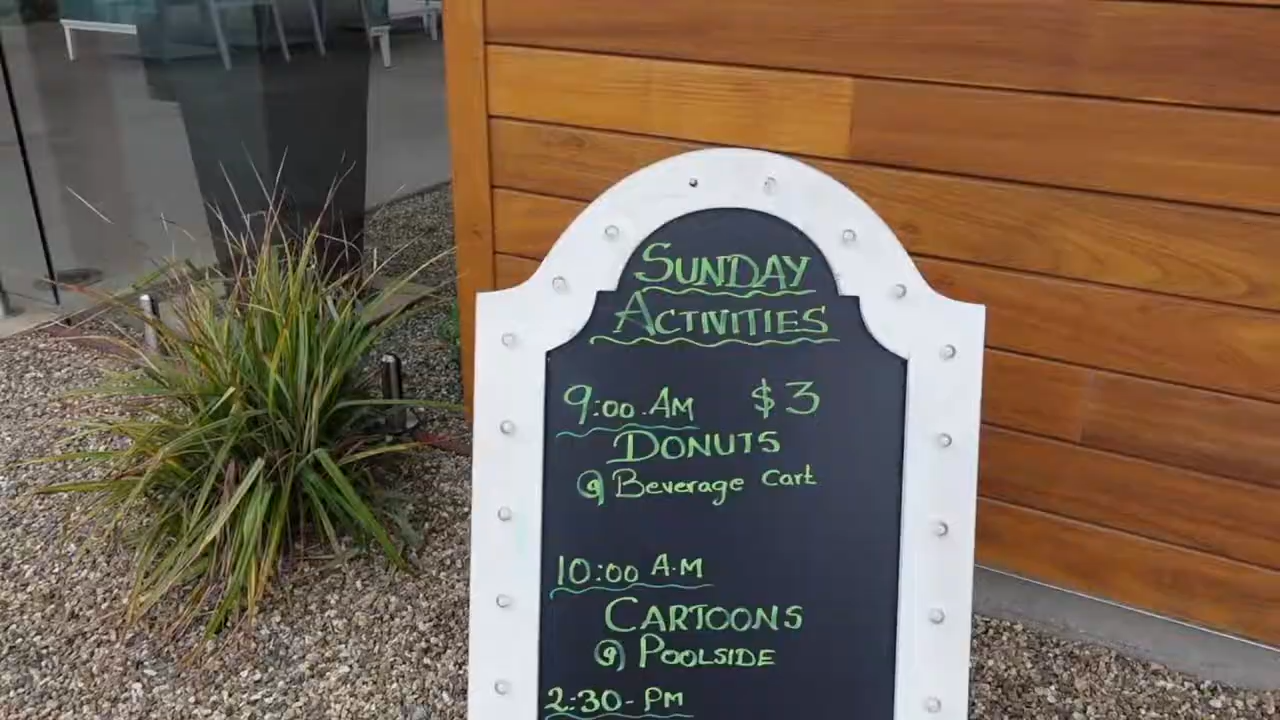 SUNDAY
ACTIVITIES
9:00 AM $3
DONUTS
@ Beverage Cart
10:00 A.M
CARTOONS
@ POOLSIDE
2:30- PM